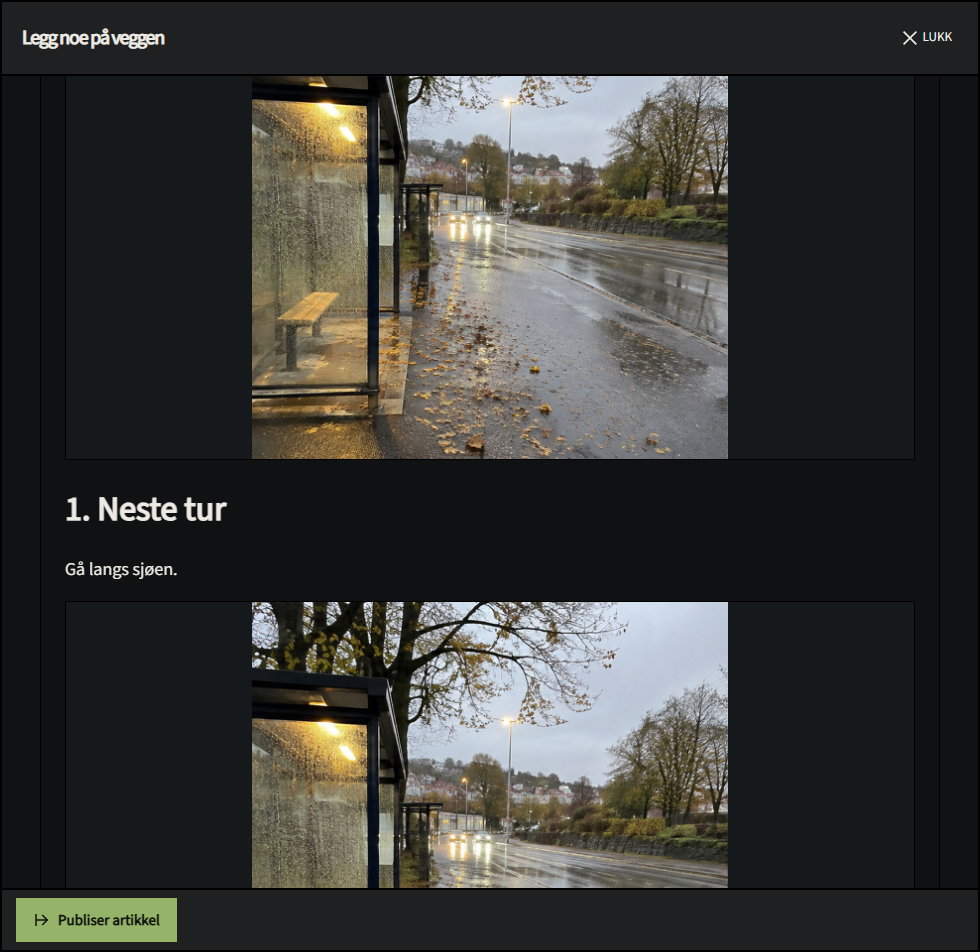 Legg noe på veggen
LUKK
1. Neste tur
Gå langs sjøen.
Publiser artikkel